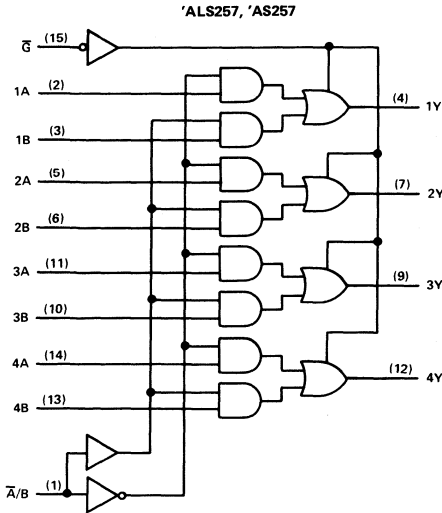 'ALS257, 'AS257
G̅ (15)
1A (2)
(4) 1Y
1B (3)
2A (5)
(7) 2Y
2B (6)
3A (11)
(9) 3Y
3B (10)
4A (14)
(12) 4Y
4B (13)
A̅/B (1)